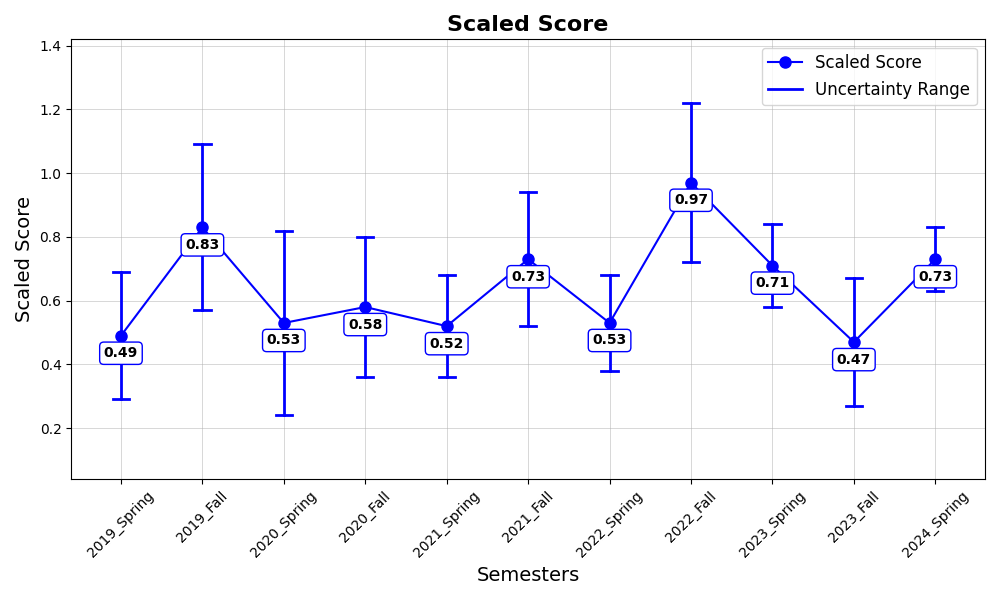 Scaled Score
Scaled Score
Uncertainty Range
Scaled Score
1.4
1.2
1.0
0.8
0.6
0.4
0.2
0.49
0.83
0.53
0.58
0.52
0.73
0.53
0.97
0.71
0.47
0.73
2019_Spring
2019_Fall
2020_Spring
2020_Fall
2021_Spring
2021_Fall
2022_Spring
2022_Fall
2023_Spring
2023_Fall
2024_Spring
Semesters